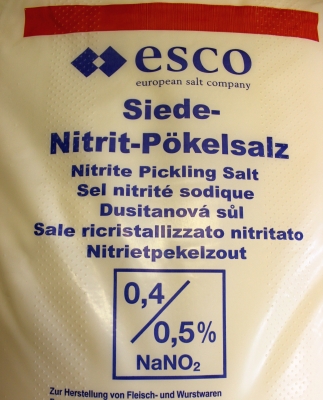 esco
european salt company
Siede-
Nitrit-Pökelsalz
Nitrite Pickling Salt
Sel nitrité sodique
Dusitanová sůl
Sale ricristallizzato nitritato
Nitrietpekelzout
0,4/
0,5%
NaNO₂
Zur Herstellung von Fleisch- und Wurstwaren